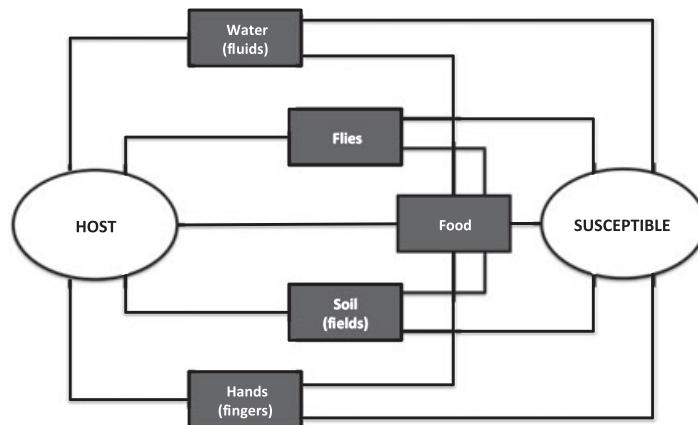 Water
(fluids)
Flies
HOST
Food
SUSCEPTIBLE
Soil
(fields)
Hands
(fingers)